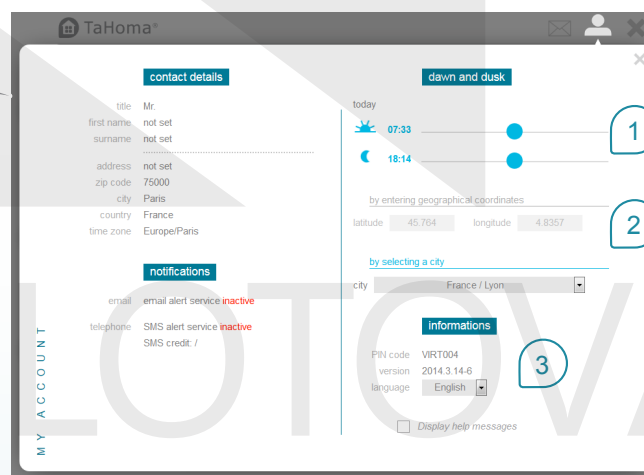 TaHoma®
contact details
title Mr.
first name not set
surname not set
address not set
zip code 75000
city Paris
country France
time zone Europe/Paris
notifications
email email alert service inactive
telephone SMS alert service inactive
SMS credit: /
MY ACCOUNT
dawn and dusk
today
07:33
18:14
1
by entering geographical coordinates
latitude 45.764 longitude 4.8357
2
by selecting a city
city France / Lyon
informations
PIN code VIRT004
version 2014.3.14-6
language English
3
Display help messages
LOTOVA